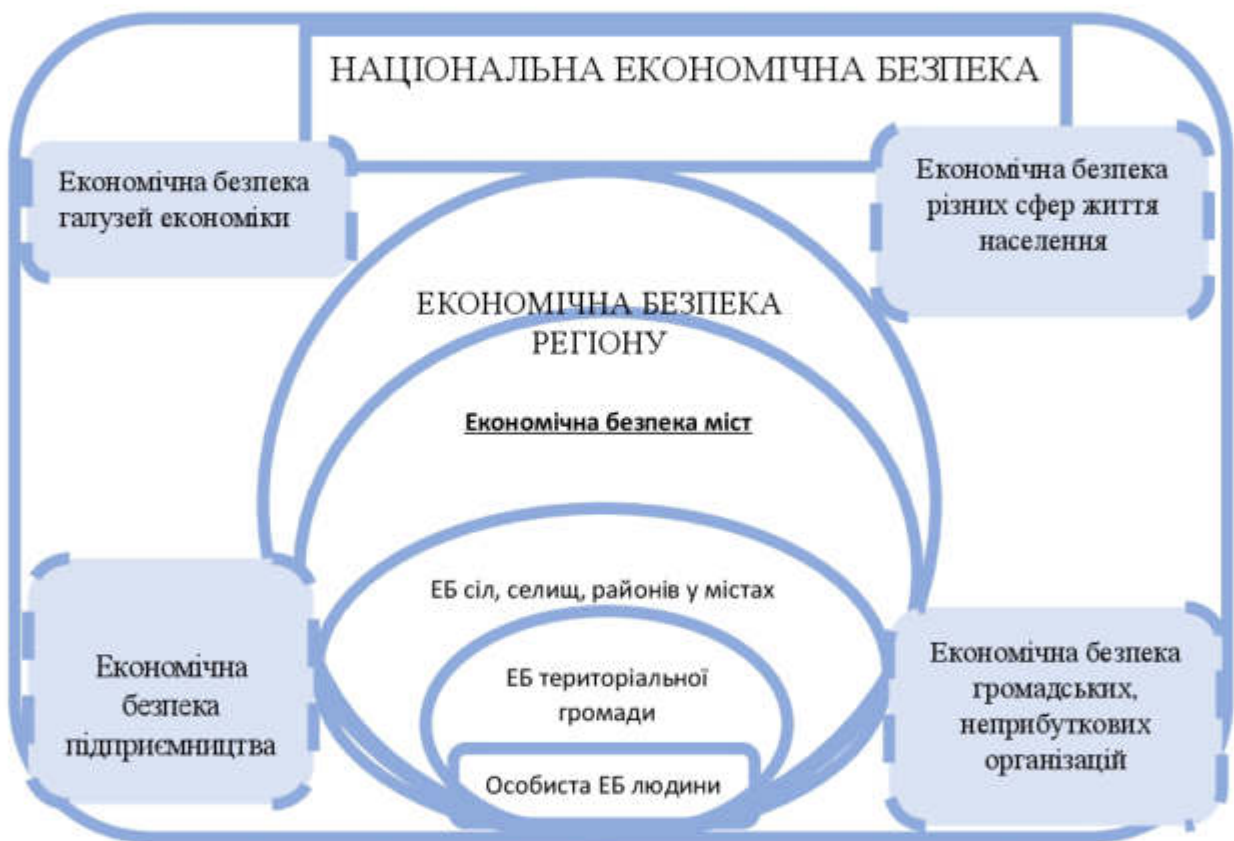 НАЦІОНАЛЬНА ЕКОНОМІЧНА БЕЗПЕКА
Економічна безпека
галузей економіки
Економічна безпека
різних сфер життя
населення
ЕКОНОМІЧНА БЕЗПЕКА
РЕГІОНУ
Економічна безпека міст
ЕБ сіл, селищ, районів у містах
Економічна
безпека
підприємництва
ЕБ територіальної
громади
Економічна безпека
громадських,
неприбуткових
організацій
Особиста ЕБ людини